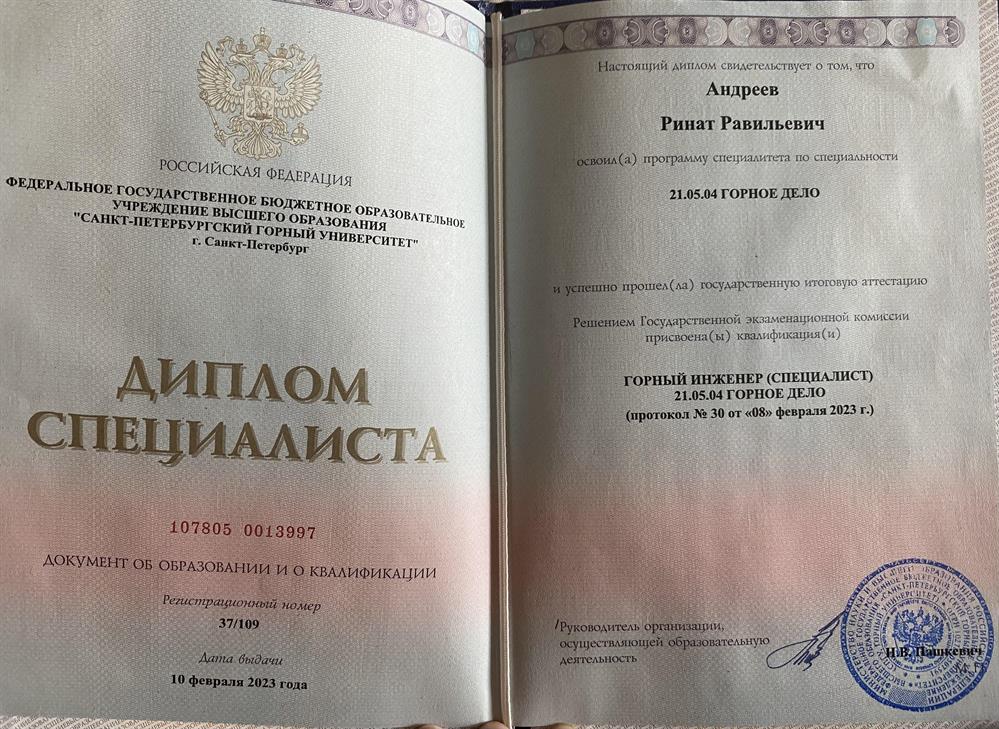 РОССИЙСКАЯ ФЕДЕРАЦИЯ
ФЕДЕРАЛЬНОЕ ГОСУДАРСТВЕННОЕ БЮДЖЕТНОЕ ОБРАЗОВАТЕЛЬНОЕ
УЧРЕЖДЕНИЕ ВЫСШЕГО ОБРАЗОВАНИЯ
"САНКТ-ПЕТЕРБУРГСКИЙ ГОРНЫЙ УНИВЕРСИТЕТ"
г. Санкт-Петербург
ДИПЛОМ
СПЕЦИАЛИСТА
107805 0013997
ДОКУМЕНТ ОБ ОБРАЗОВАНИИ И О КВАЛИФИКАЦИИ
Регистрационный номер
37/109
Дата выдачи
10 февраля 2023 года
Настоящий диплом свидетельствует о том, что
Андреев
Ринат Равильевич
освоил(а) программу специалитета по специальности
21.05.04 ГОРНОЕ ДЕЛО
и успешно прошел(ла) государственную итоговую аттестацию
Решением Государственной экзаменационной комиссии
присвоена(ы) квалификация(и)
ГОРНЫЙ ИНЖЕНЕР (СПЕЦИАЛИСТ)
21.05.04 ГОРНОЕ ДЕЛО
(протокол № 30 от «08» февраля 2023 г.)
Руководитель организации,
осуществляющей образовательную
деятельность
Н.В. Пашкевич